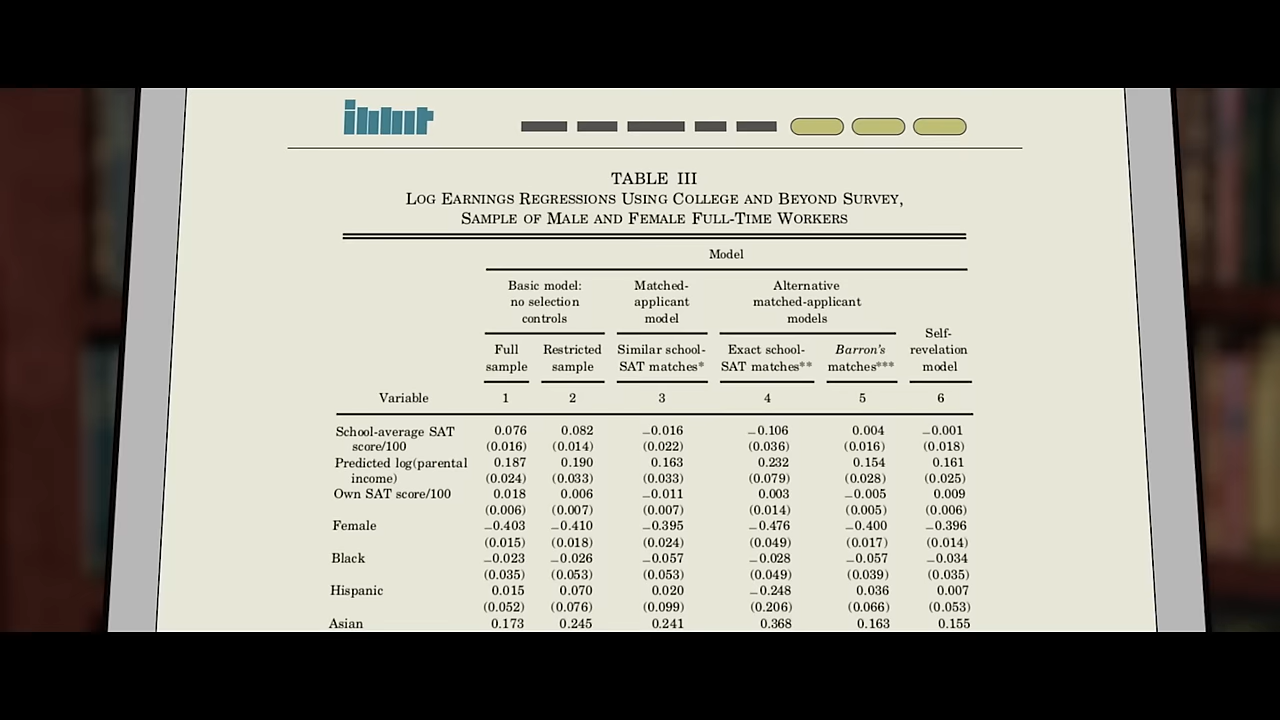 TABLE III
LOG EARNINGS REGRESSIONS USING COLLEGE AND BEYOND SURVEY,
SAMPLE OF MALE AND FEMALE FULL-TIME WORKERS
Model
Basic model: no selection controls Matched-applicant model Alternative matched-applicant models
Full sample Restricted sample Similar school-SAT matches* Exact school-SAT matches** Barron's matches*** Self-revelation model
Variable 1 2 3 4 5 6
School-average SAT 0.076 0.082 –0.016 –0.106 0.004 –0.001
score/100 (0.016) (0.014) (0.022) (0.036) (0.016) (0.018)
Predicted log(parental 0.187 0.190 0.163 0.232 0.154 0.161
income) (0.024) (0.033) (0.033) (0.079) (0.028) (0.025)
Own SAT score/100 0.018 0.006 –0.011 0.003 –0.005 0.009
(0.006) (0.007) (0.007) (0.014) (0.005) (0.006)
Female –0.403 –0.410 –0.395 –0.476 –0.400 –0.396
(0.015) (0.018) (0.024) (0.049) (0.017) (0.014)
Black –0.023 –0.026 –0.057 –0.028 –0.057 –0.034
(0.035) (0.053) (0.053) (0.049) (0.039) (0.035)
Hispanic 0.015 0.070 0.020 –0.248 0.036 0.007
(0.052) (0.076) (0.099) (0.206) (0.066) (0.053)
Asian 0.173 0.245 0.241 0.368 0.163 0.155